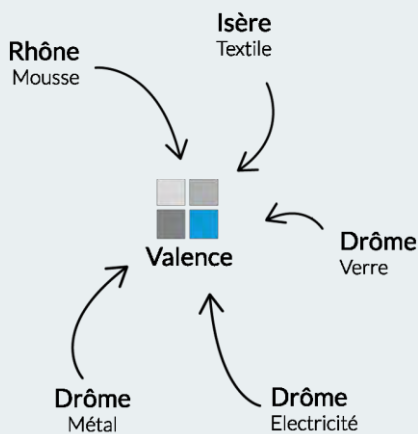 Isère
Textile
Rhône
Mousse
Valence
Drôme
Verre
Drôme
Métal
Drôme
Electricité